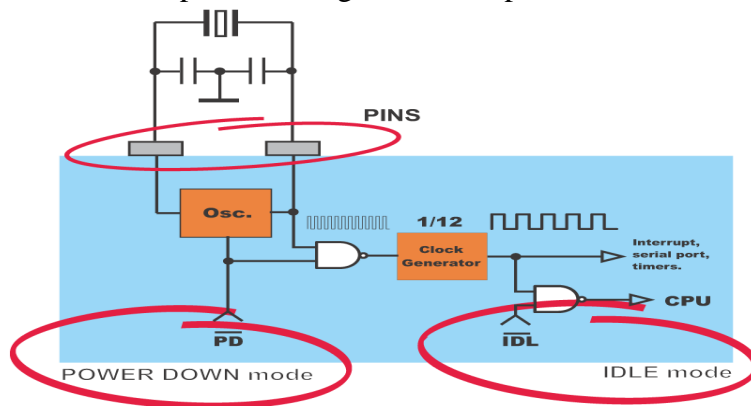 PINS
Osc.
1/12
Clock
Generator
Interrupt,
serial port,
timers.
CPU
PD
IDL
POWER DOWN mode
IDLE mode